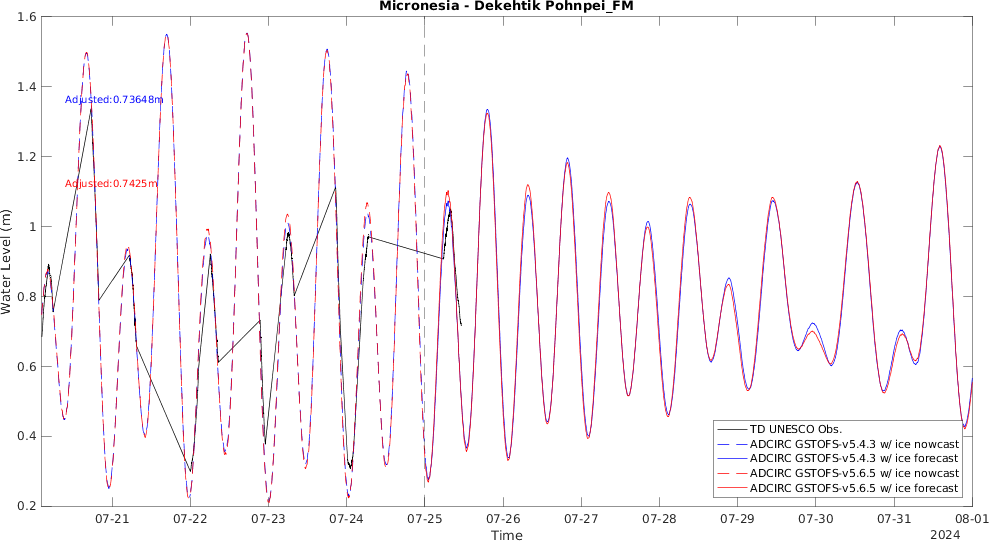 Micronesia - Dekehtik Pohnpei_FM
Water Level (m)
1.6
1.4
1.2
1
0.8
0.6
0.4
0.2
Adjusted:0.73648m
Adjusted:0.7425m
TD UNESCO Obs.
ADCIRC GSTOFS-v5.4.3 w/ ice nowcast
ADCIRC GSTOFS-v5.4.3 w/ ice forecast
ADCIRC GSTOFS-v5.6.5 w/ ice nowcast
ADCIRC GSTOFS-v5.6.5 w/ ice forecast
07-21 07-22 07-23 07-24 07-25 07-26 07-27 07-28 07-29 07-30 07-31 08-01
Time
2024